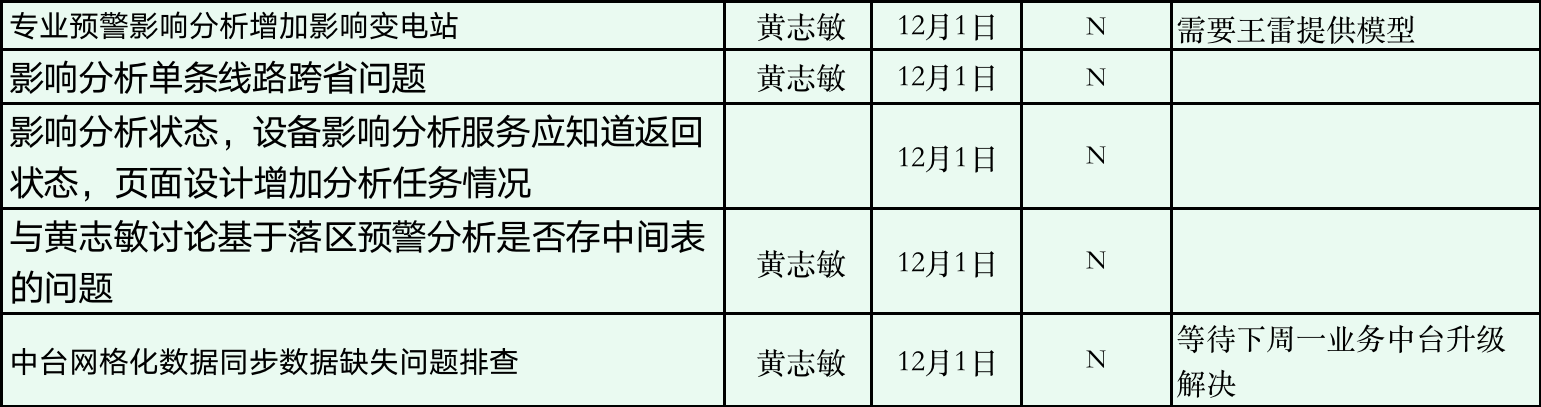 专业预警影响分析增加影响变电站 黄志敏 12月1日 N 需要王雷提供模型
影响分析单条线路跨省问题 黄志敏 12月1日 N
影响分析状态，设备影响分析服务应知道返回
状态，页面设计增加分析任务情况 12月1日 N
与黄志敏讨论基于落区预警分析是否存中间表
的问题 黄志敏 12月1日 N
中台网格化数据同步数据缺失问题排查 黄志敏 12月1日 N 等待下周一业务中台升级
解决